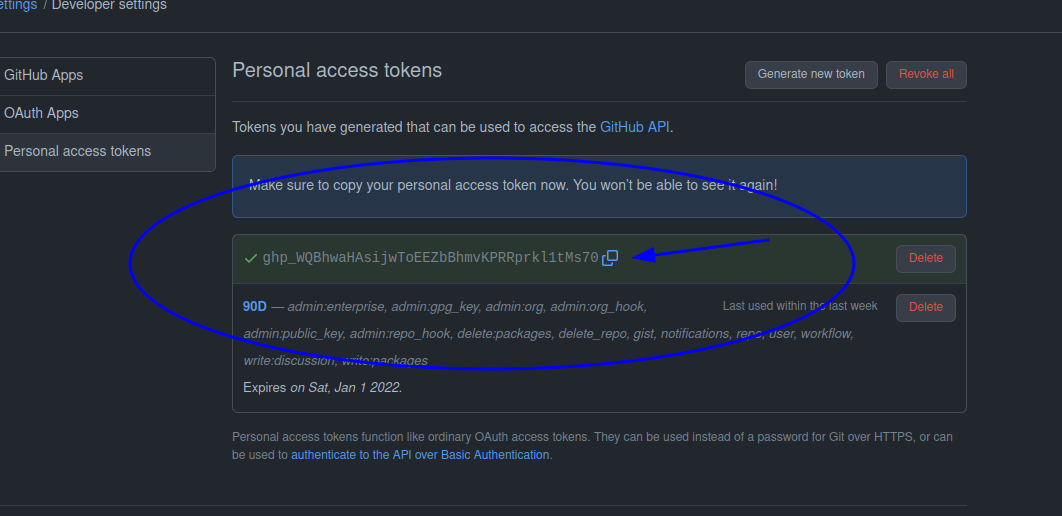 ettings / Developer settings
GitHub Apps
OAuth Apps
Personal access tokens
Personal access tokens
Generate new token
Revoke all
Tokens you have generated that can be used to access the GitHub API.
Make sure to copy your personal access token now. You won't be able to see it again!
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
Delete
90D — admin:enterprise, admin:gpg_key, admin:org, admin:org_hook,
Last used within the last week
Delete
admin:public_key, admin:repo_hook, delete:packages, delete_repo, gist, notifications, repo, user, workflow,
write:discussion, write:packages
Expires on Sat, Jan 1 2022.
Personal access tokens function like ordinary OAuth access tokens. They can be used instead of a password for Git over HTTPS, or can
be used to authenticate to the API over Basic Authentication.